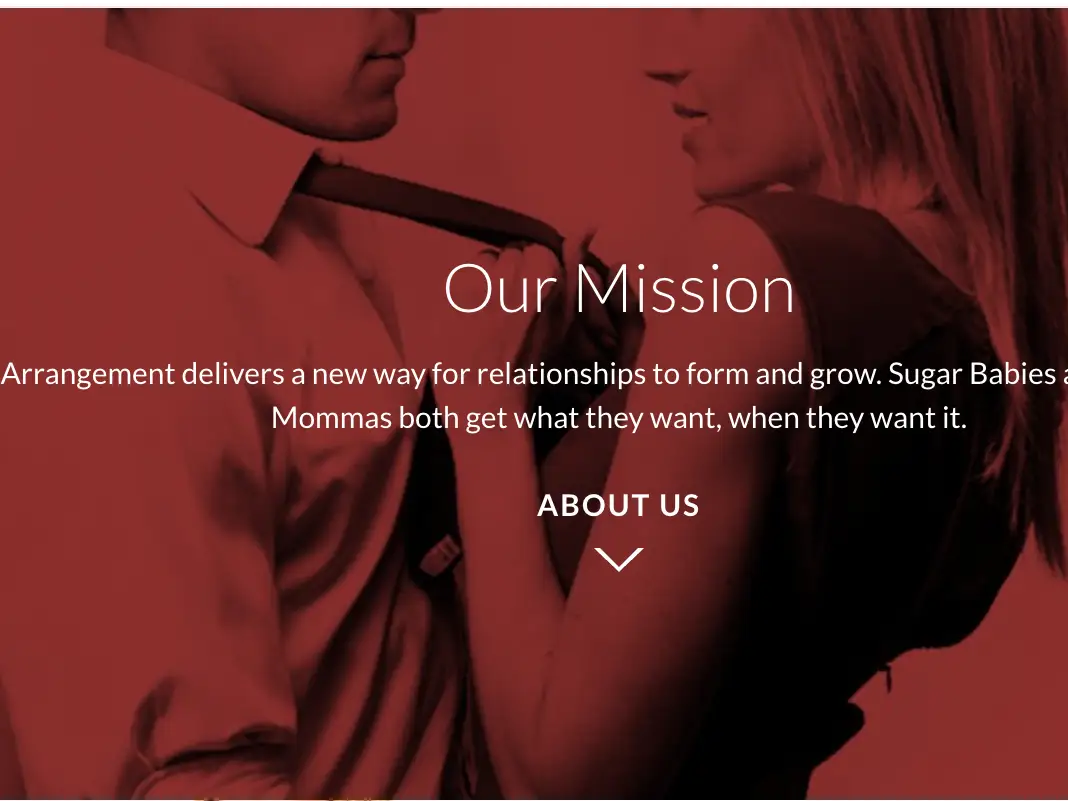 Our Mission
Arrangement delivers a new way for relationships to form and grow. Sugar Babies a
Mommas both get what they want, when they want it.
ABOUT US